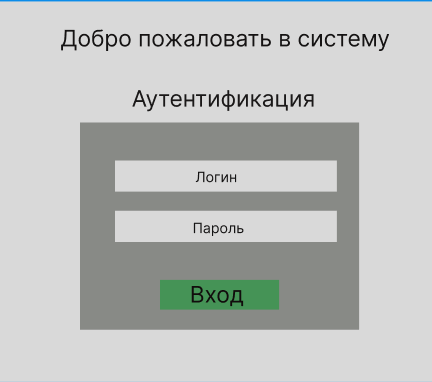 Добро пожаловать в систему
Аутентификация
Логин
Пароль
Вход